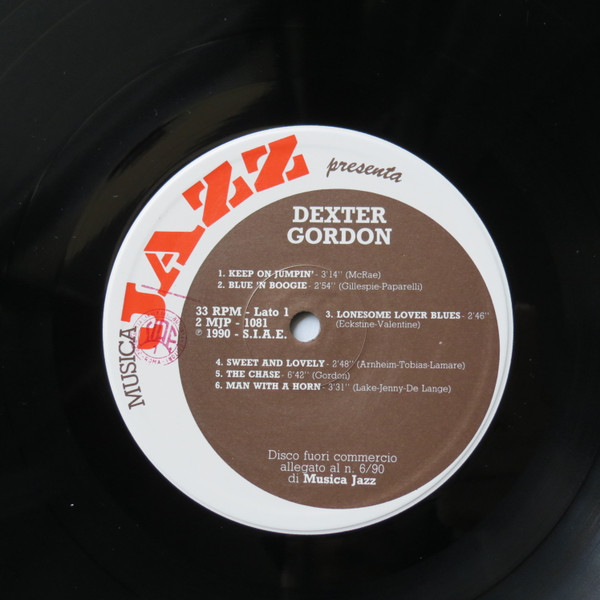 MUSICA
JAZZ
presenta
DEXTER
GORDON
1. KEEP ON JUMPIN' - 3'14'' (McRae)
2. BLUE 'N BOOGIE - 2'54'' (Gillespie-Paparelli)
33 RPM - Lato 1
2 MJP - 1081
℗ 1990 - S.I.A.E.
3. LONESOME LOVER BLUES - 2'46''
(Eckstine-Valentine)
4. SWEET AND LOVELY - 2'48'' (Arnheim-Tobias-Lamare)
5. THE CHASE - 6'42'' (Gordon)
6. MAN WITH A HORN - 3'31'' (Lake-Jenny-De Lange)
Disco fuori commercio
allegato al n. 6/90
di Musica Jazz